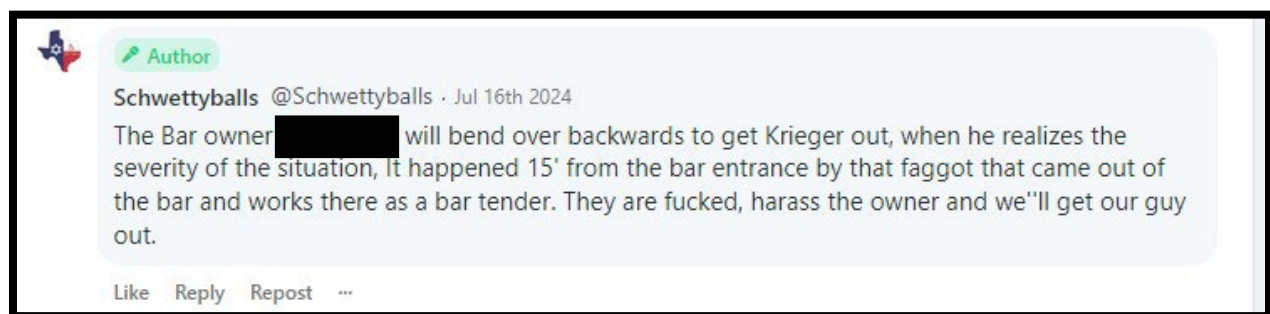 Author
Schwettyballs @Schwettyballs · Jul 16th 2024
The Bar owner will bend over backwards to get Krieger out, when he realizes the
severity of the situation, It happened 15' from the bar entrance by that faggot that came out of
the bar and works there as a bar tender. They are fucked, harass the owner and we''ll get our guy
out.
Like Reply Repost ...